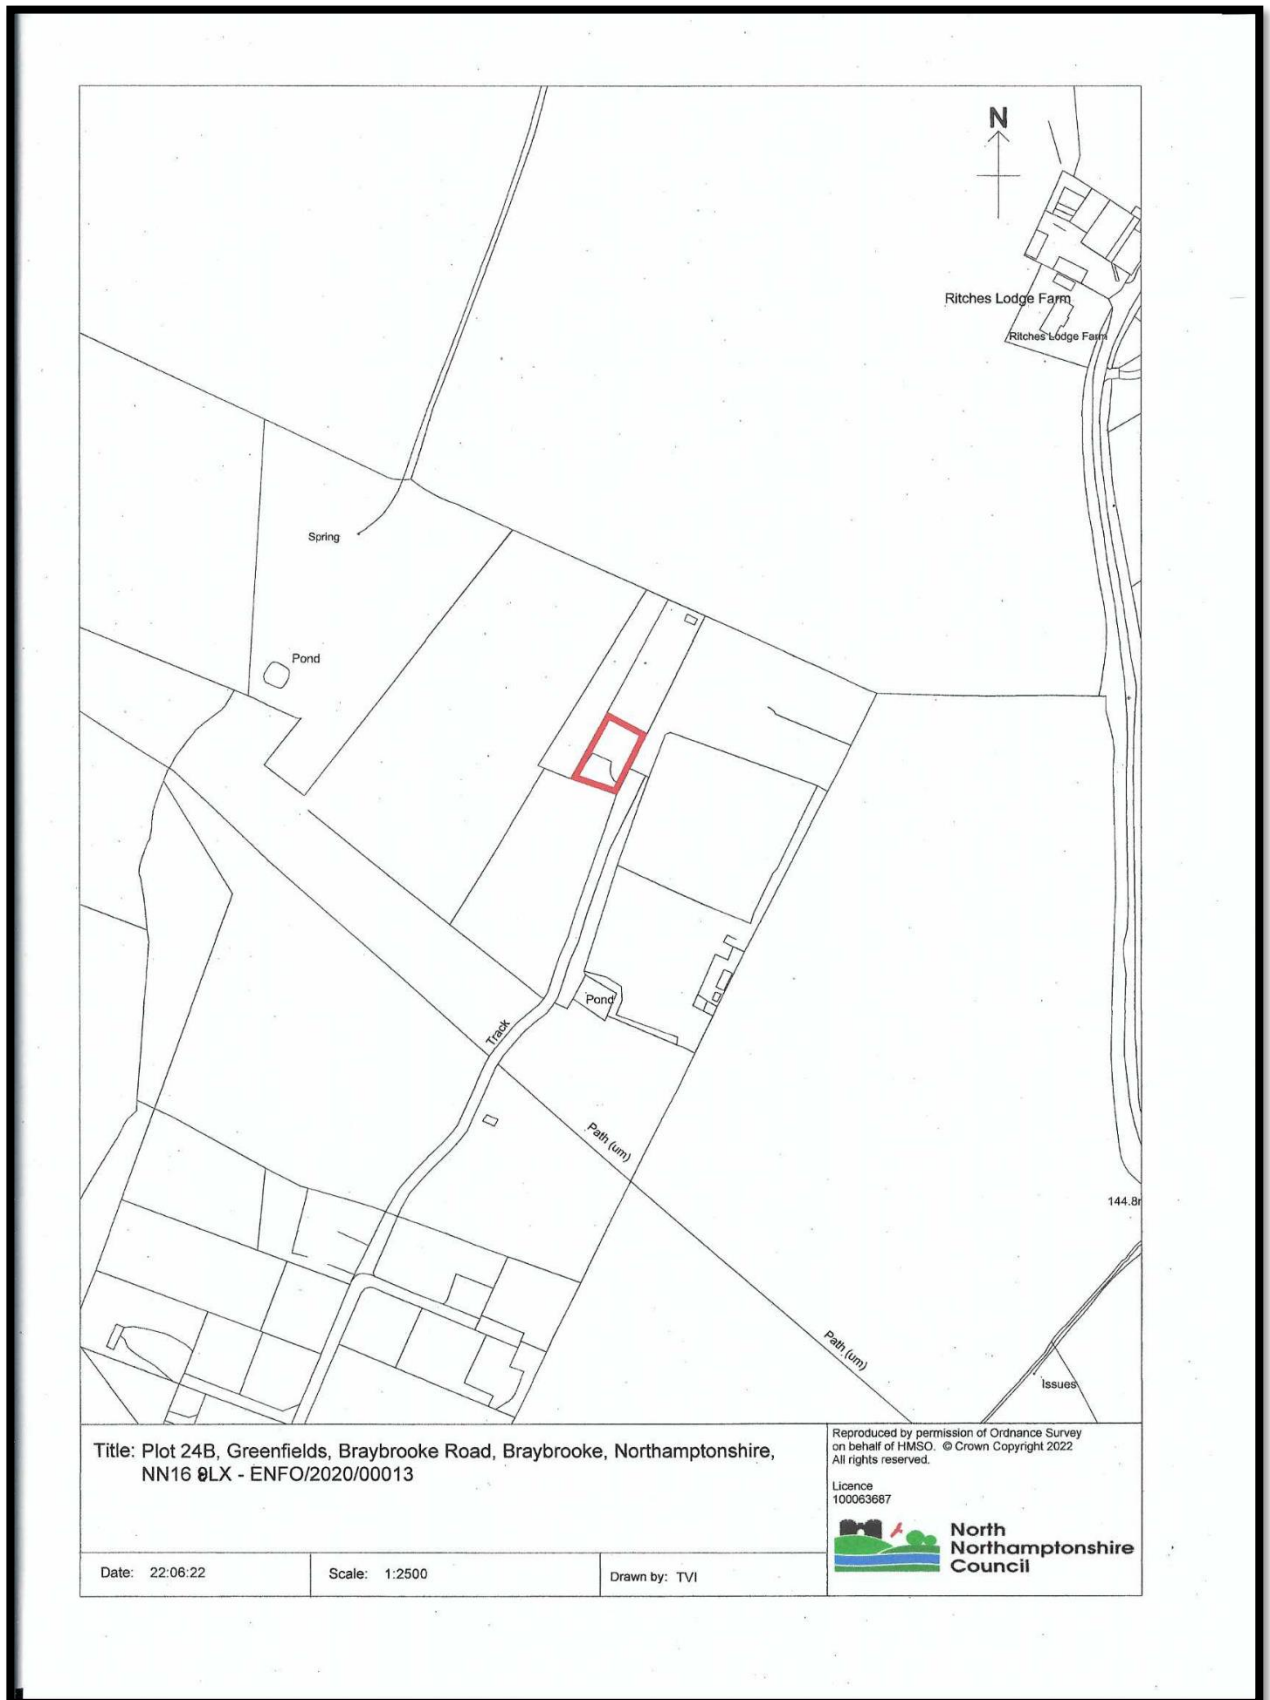 N
Ritches Lodge Farm
Ritches Lodge Farm
Spring
Pond
Pond
Track
Path (um)
144.8
Path (um)
Issues
Title: Plot 24B, Greenfields, Braybrooke Road, Braybrooke, Northamptonshire,
NN16 - ENFO/2020/00013
Reproduced by permission of Ordnance Survey
on behalf of HMSO. © Crown Copyright 2022
All rights reserved.
Licence
100063687
North
Northamptonshire
Council
Date: 22:06:22
Scale: 1:2500
Drawn by: TVI